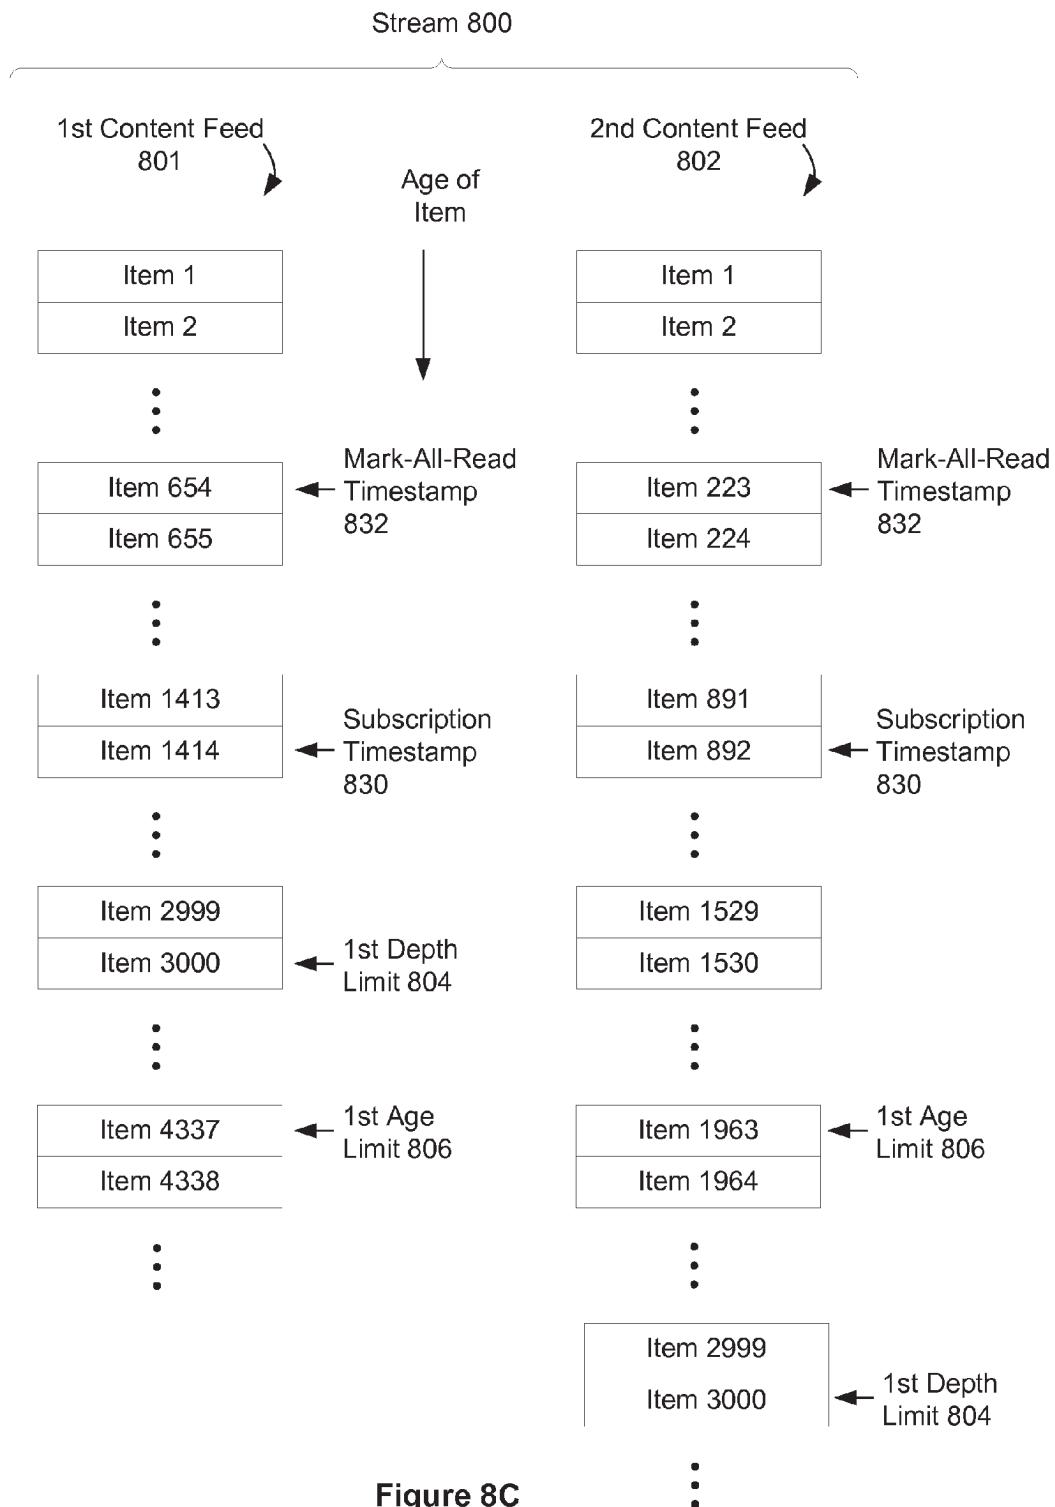 Stream 800
1st Content Feed
801
2nd Content Feed
802
Age of
Item
Item 1
Item 2
Item 1
Item 2
Item 654
Item 655
Mark-All-Read
Timestamp
832
Item 223
Item 224
Mark-All-Read
Timestamp
832
Item 1413
Item 1414
Subscription
Timestamp
830
Item 891
Item 892
Subscription
Timestamp
830
Item 2999
Item 3000
1st Depth
Limit 804
Item 1529
Item 1530
Item 4337
Item 4338
1st Age
Limit 806
Item 1963
Item 1964
1st Age
Limit 806
Item 2999
Item 3000
1st Depth
Limit 804
Figure 8C